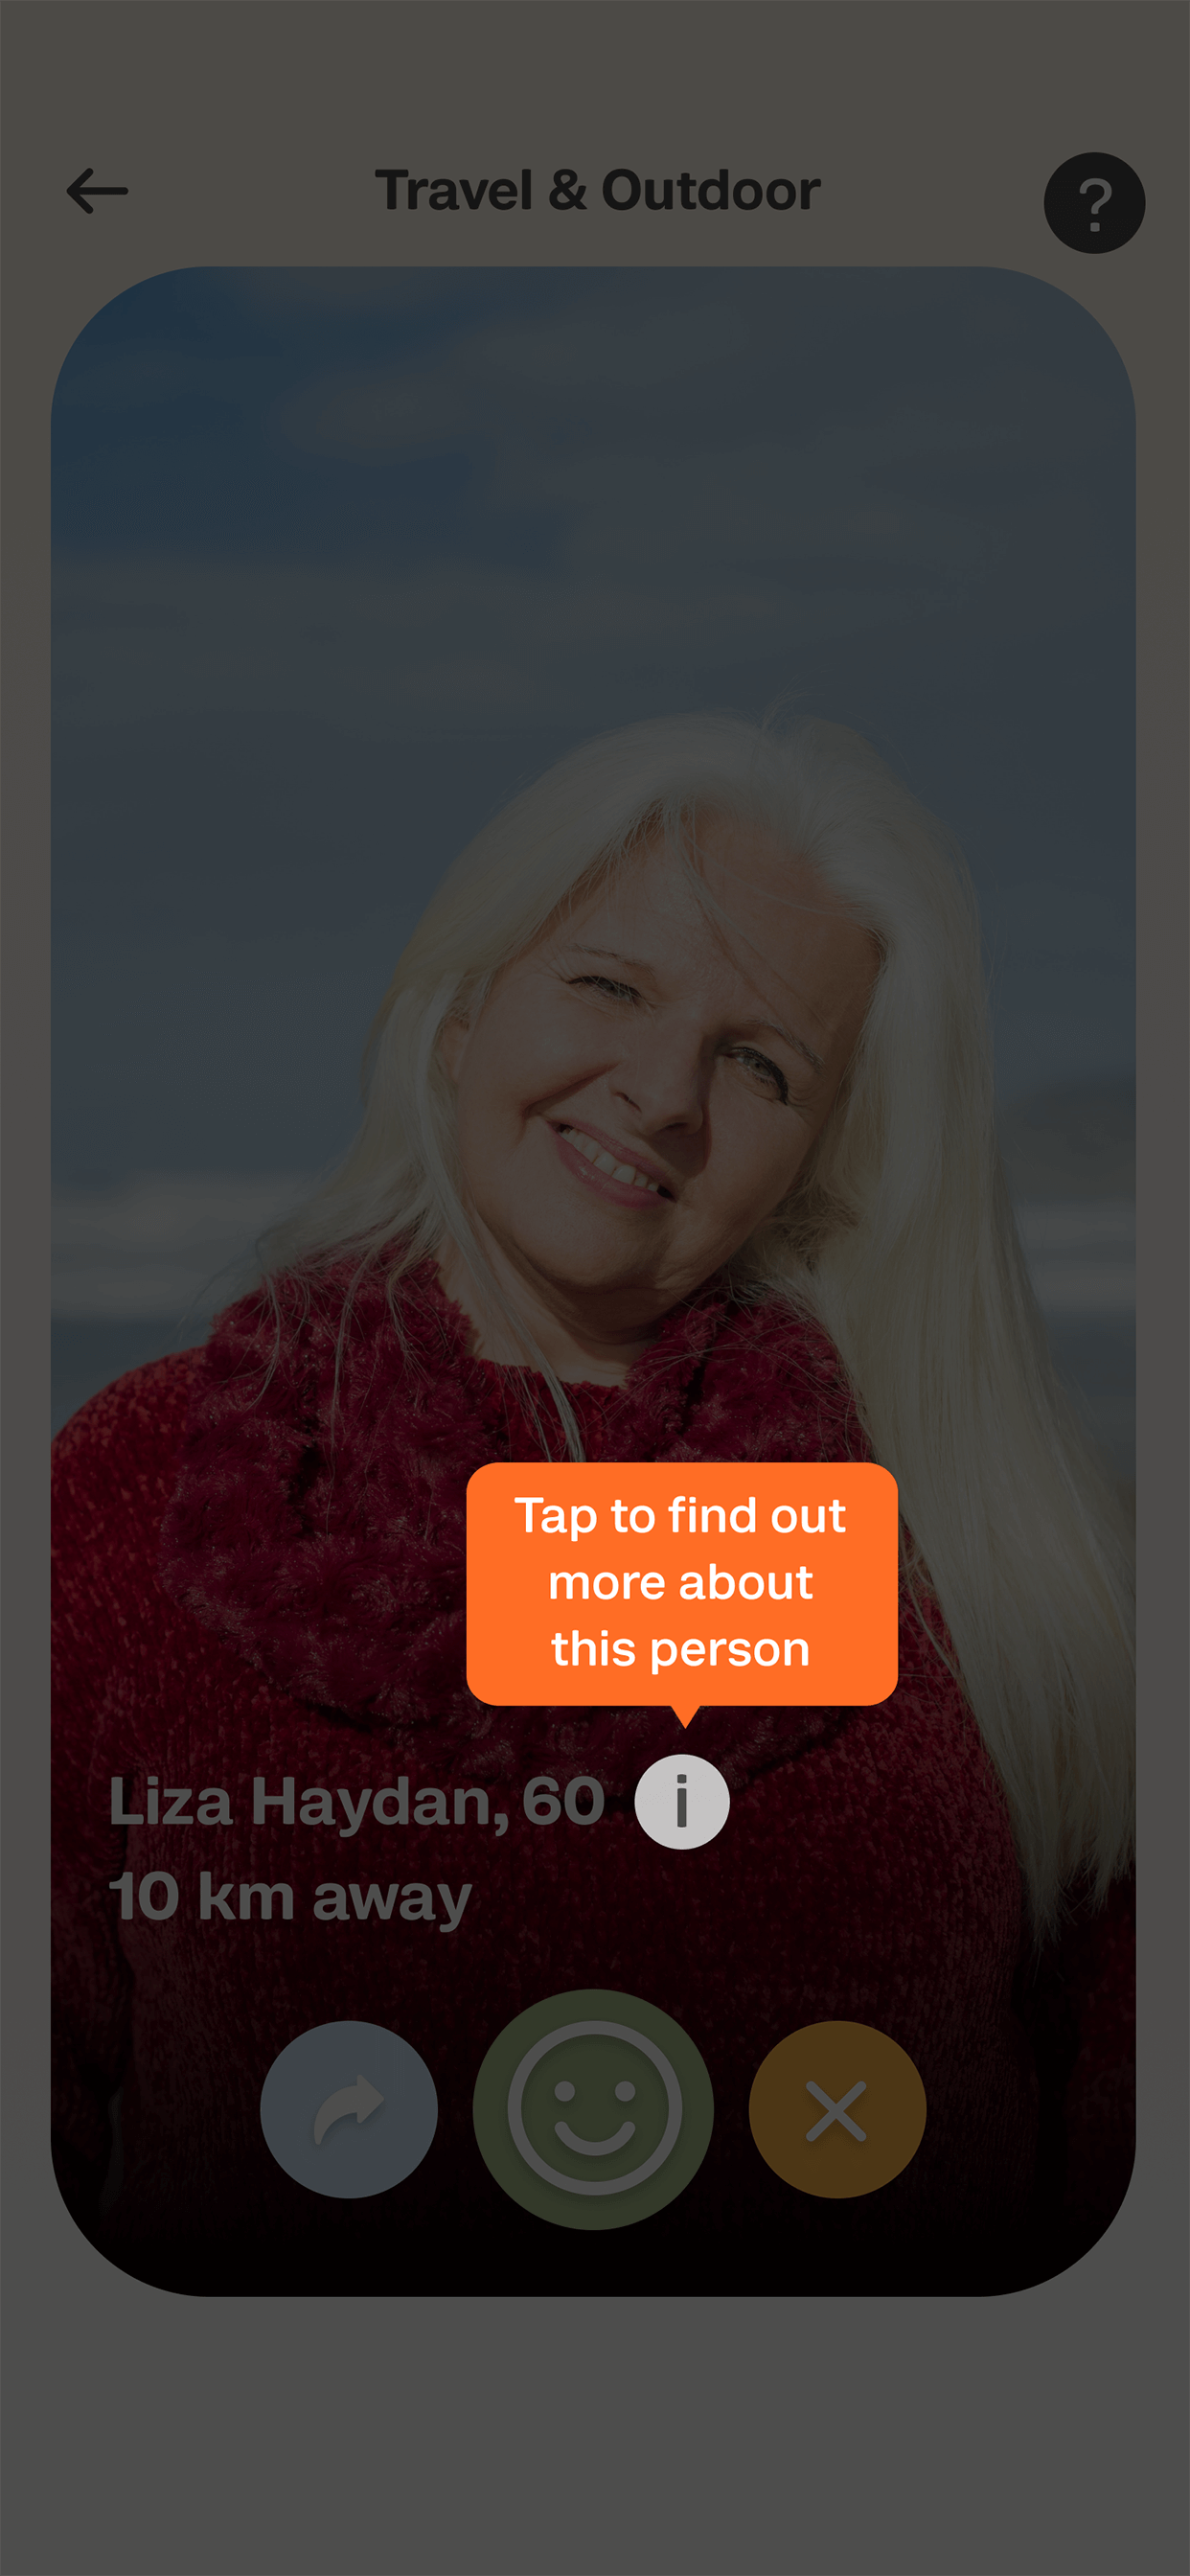 Travel & Outdoor
?
Tap to find out
more about
this person
Liza Haydan, 60
i
10 km away